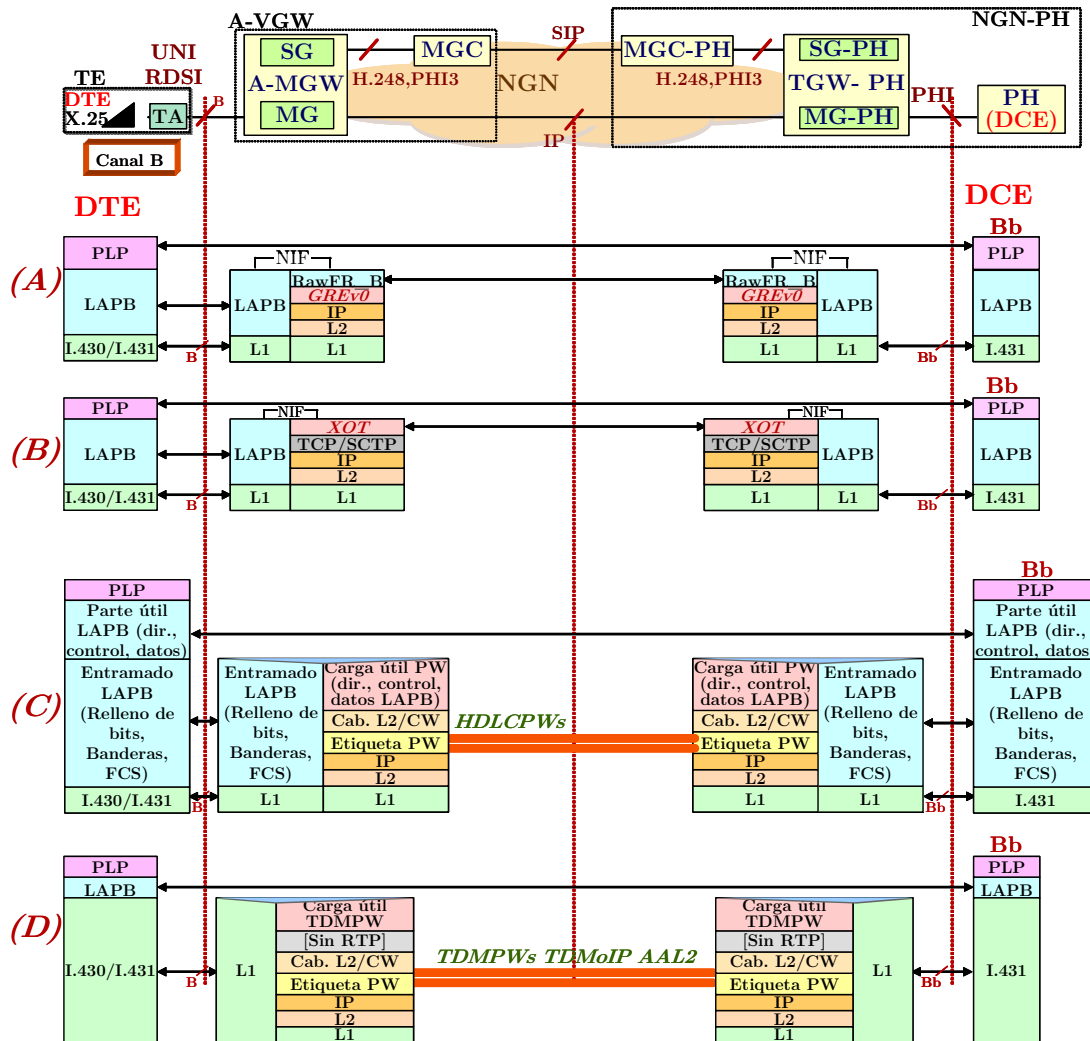 A-VGW
NGN-PH
UNI
RDSI
SIP
SG
MGC
MGC-PH
SG-PH
TE
H.248,PHI3
H.248,PHI3
A-MGW
NGN
TGW- PH
DTE
X.25
TA
B
MG
MG-PH
PHI
PH
(DCE)
IP
Canal B
DTE
DCE
Bb
(A)
PLP
PLP
NIF
NIF
LAPB
LAPB
RawFR_B
GREv0
IP
L2
L1
L1
RawFR_B
GREv0
IP
L2
L1
LAPB
L1
LAPB
I.430/I.431
B
Bb
I.431
Bb
(B)
PLP
PLP
NIF
NIF
LAPB
LAPB
XOT
TCP/SCTP
IP
L2
L1
L1
XOT
TCP/SCTP
IP
L2
L1
LAPB
L1
LAPB
I.430/I.431
B
Bb
I.431
Bb
(C)
PLP
PLP
Parte útil
LAPB (dir.,
control, datos)
Parte útil
LAPB (dir.,
control, datos)
Entramado
LAPB
(Relleno de
bits,
Banderas,
FCS)
Entramado
LAPB
(Relleno de
bits,
Banderas,
FCS)
Carga útil PW
(dir., control,
datos LAPB)
Cab. L2/CW
Etiqueta PW
IP
L2
L1
L1
HDLCPWs
Carga útil PW
(dir., control,
datos LAPB)
Cab. L2/CW
Etiqueta PW
IP
L2
L1
Entramado
LAPB
(Relleno de
bits,
Banderas,
FCS)
L1
Entramado
LAPB
(Relleno de
bits,
Banderas,
FCS)
I.430/I.431
B
Bb
I.431
Bb
(D)
PLP
PLP
LAPB
LAPB
I.430/I.431
B
L1
Carga útil
TDMPW
[Sin RTP]
Cab. L2/CW
Etiqueta PW
IP
L2
L1
TDMPWs TDMoIP AAL2
Carga útil
TDMPW
[Sin RTP]
Cab. L2/CW
Etiqueta PW
IP
L2
L1
L1
Bb
I.431